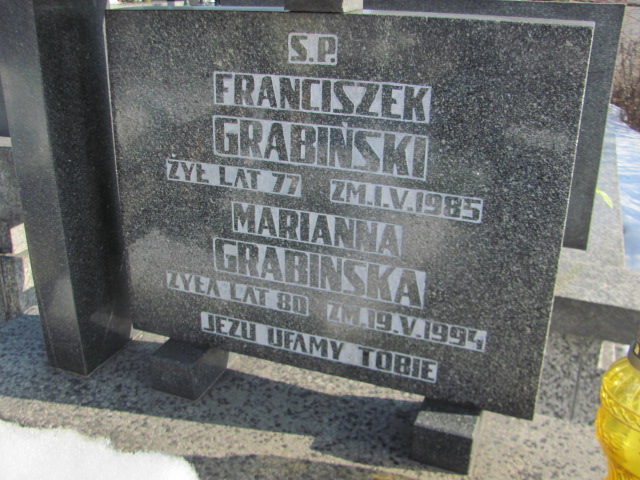 Ś.P.
FRANCISZEK
GRABIŃSKI
ŻYŁ LAT 77 ZM.1.V.1985
MARIANNA
GRABIŃSKA
ŻYŁA LAT 80 ZM.19.V.1994
JEZU UFAMY TOBIE